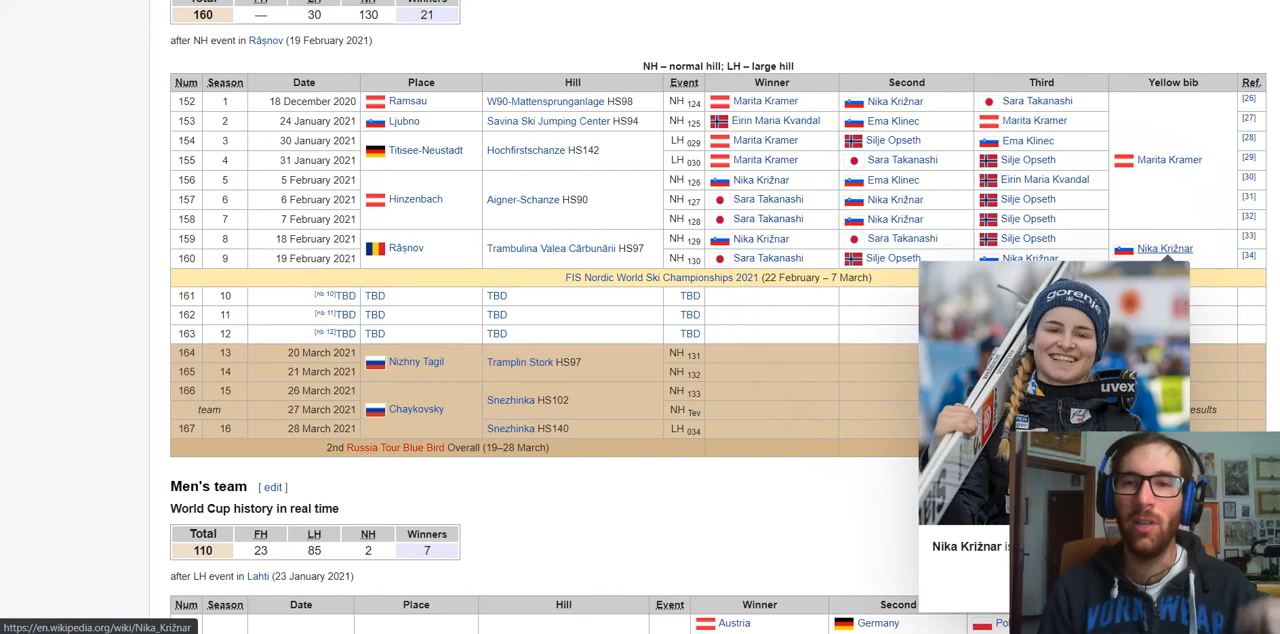 Total FH LH NH Winners
160 — 30 130 21
after NH event in Râșnov (19 February 2021)
NH – normal hill; LH – large hill
Num Season Date Place Hill Event Winner Second Third Yellow bib Ref.
152 1 18 December 2020 Ramsau W90-Mattensprunganlage HS98 NH 124 Marita Kramer Nika Križnar Sara Takanashi [26]
153 2 24 January 2021 Ljubno Savina Ski Jumping Center HS94 NH 125 Eirin Maria Kvandal Ema Klinec Marita Kramer [27]
154 3 30 January 2021 Titisee-Neustadt Hochfirstschanze HS142 LH 029 Marita Kramer Silje Opseth Ema Klinec [28]
155 4 31 January 2021 LH 030 Marita Kramer Sara Takanashi Silje Opseth Marita Kramer [29]
156 5 5 February 2021 NH 126 Nika Križnar Ema Klinec Eirin Maria Kvandal [30]
157 6 6 February 2021 Hinzenbach Aigner-Schanze HS90 NH 127 Sara Takanashi Nika Križnar Silje Opseth [31]
158 7 7 February 2021 NH 128 Sara Takanashi Nika Križnar Silje Opseth [32]
159 8 18 February 2021 Râșnov Trambulina Valea Cărbunării HS97 NH 129 Nika Križnar Sara Takanashi Silje Opseth Nika Križnar [33]
160 9 19 February 2021 NH 130 Sara Takanashi Silje Opseth Nika Križnar [34]
FIS Nordic World Ski Championships 2021 (22 February – 7 March)
161 10 [nb 10]TBD TBD TBD TBD
162 11 [nb 11]TBD TBD TBD TBD
163 12 [nb 12]TBD TBD TBD TBD
164 13 20 March 2021 Nizhny Tagil Tramplin Stork HS97 NH 131
165 14 21 March 2021 NH 132
166 15 26 March 2021 Chaykovsky Snezhinka HS102 NH 133
team 27 March 2021 NH Tev results
167 16 28 March 2021 Snezhinka HS140 LH 034
2nd Russia Tour Blue Bird Overall (19–28 March)
gorenje
uvex
Nika Križnar
Men's team [ edit ]
World Cup history in real time
Total FH LH NH Winners
110 23 85 2 7
after LH event in Lahti (23 January 2021)
Num Season Date Place Hill Event Winner Second
Austria Germany
WORK WEAR
https://en.wikipedia.org/wiki/Nika_Križnar